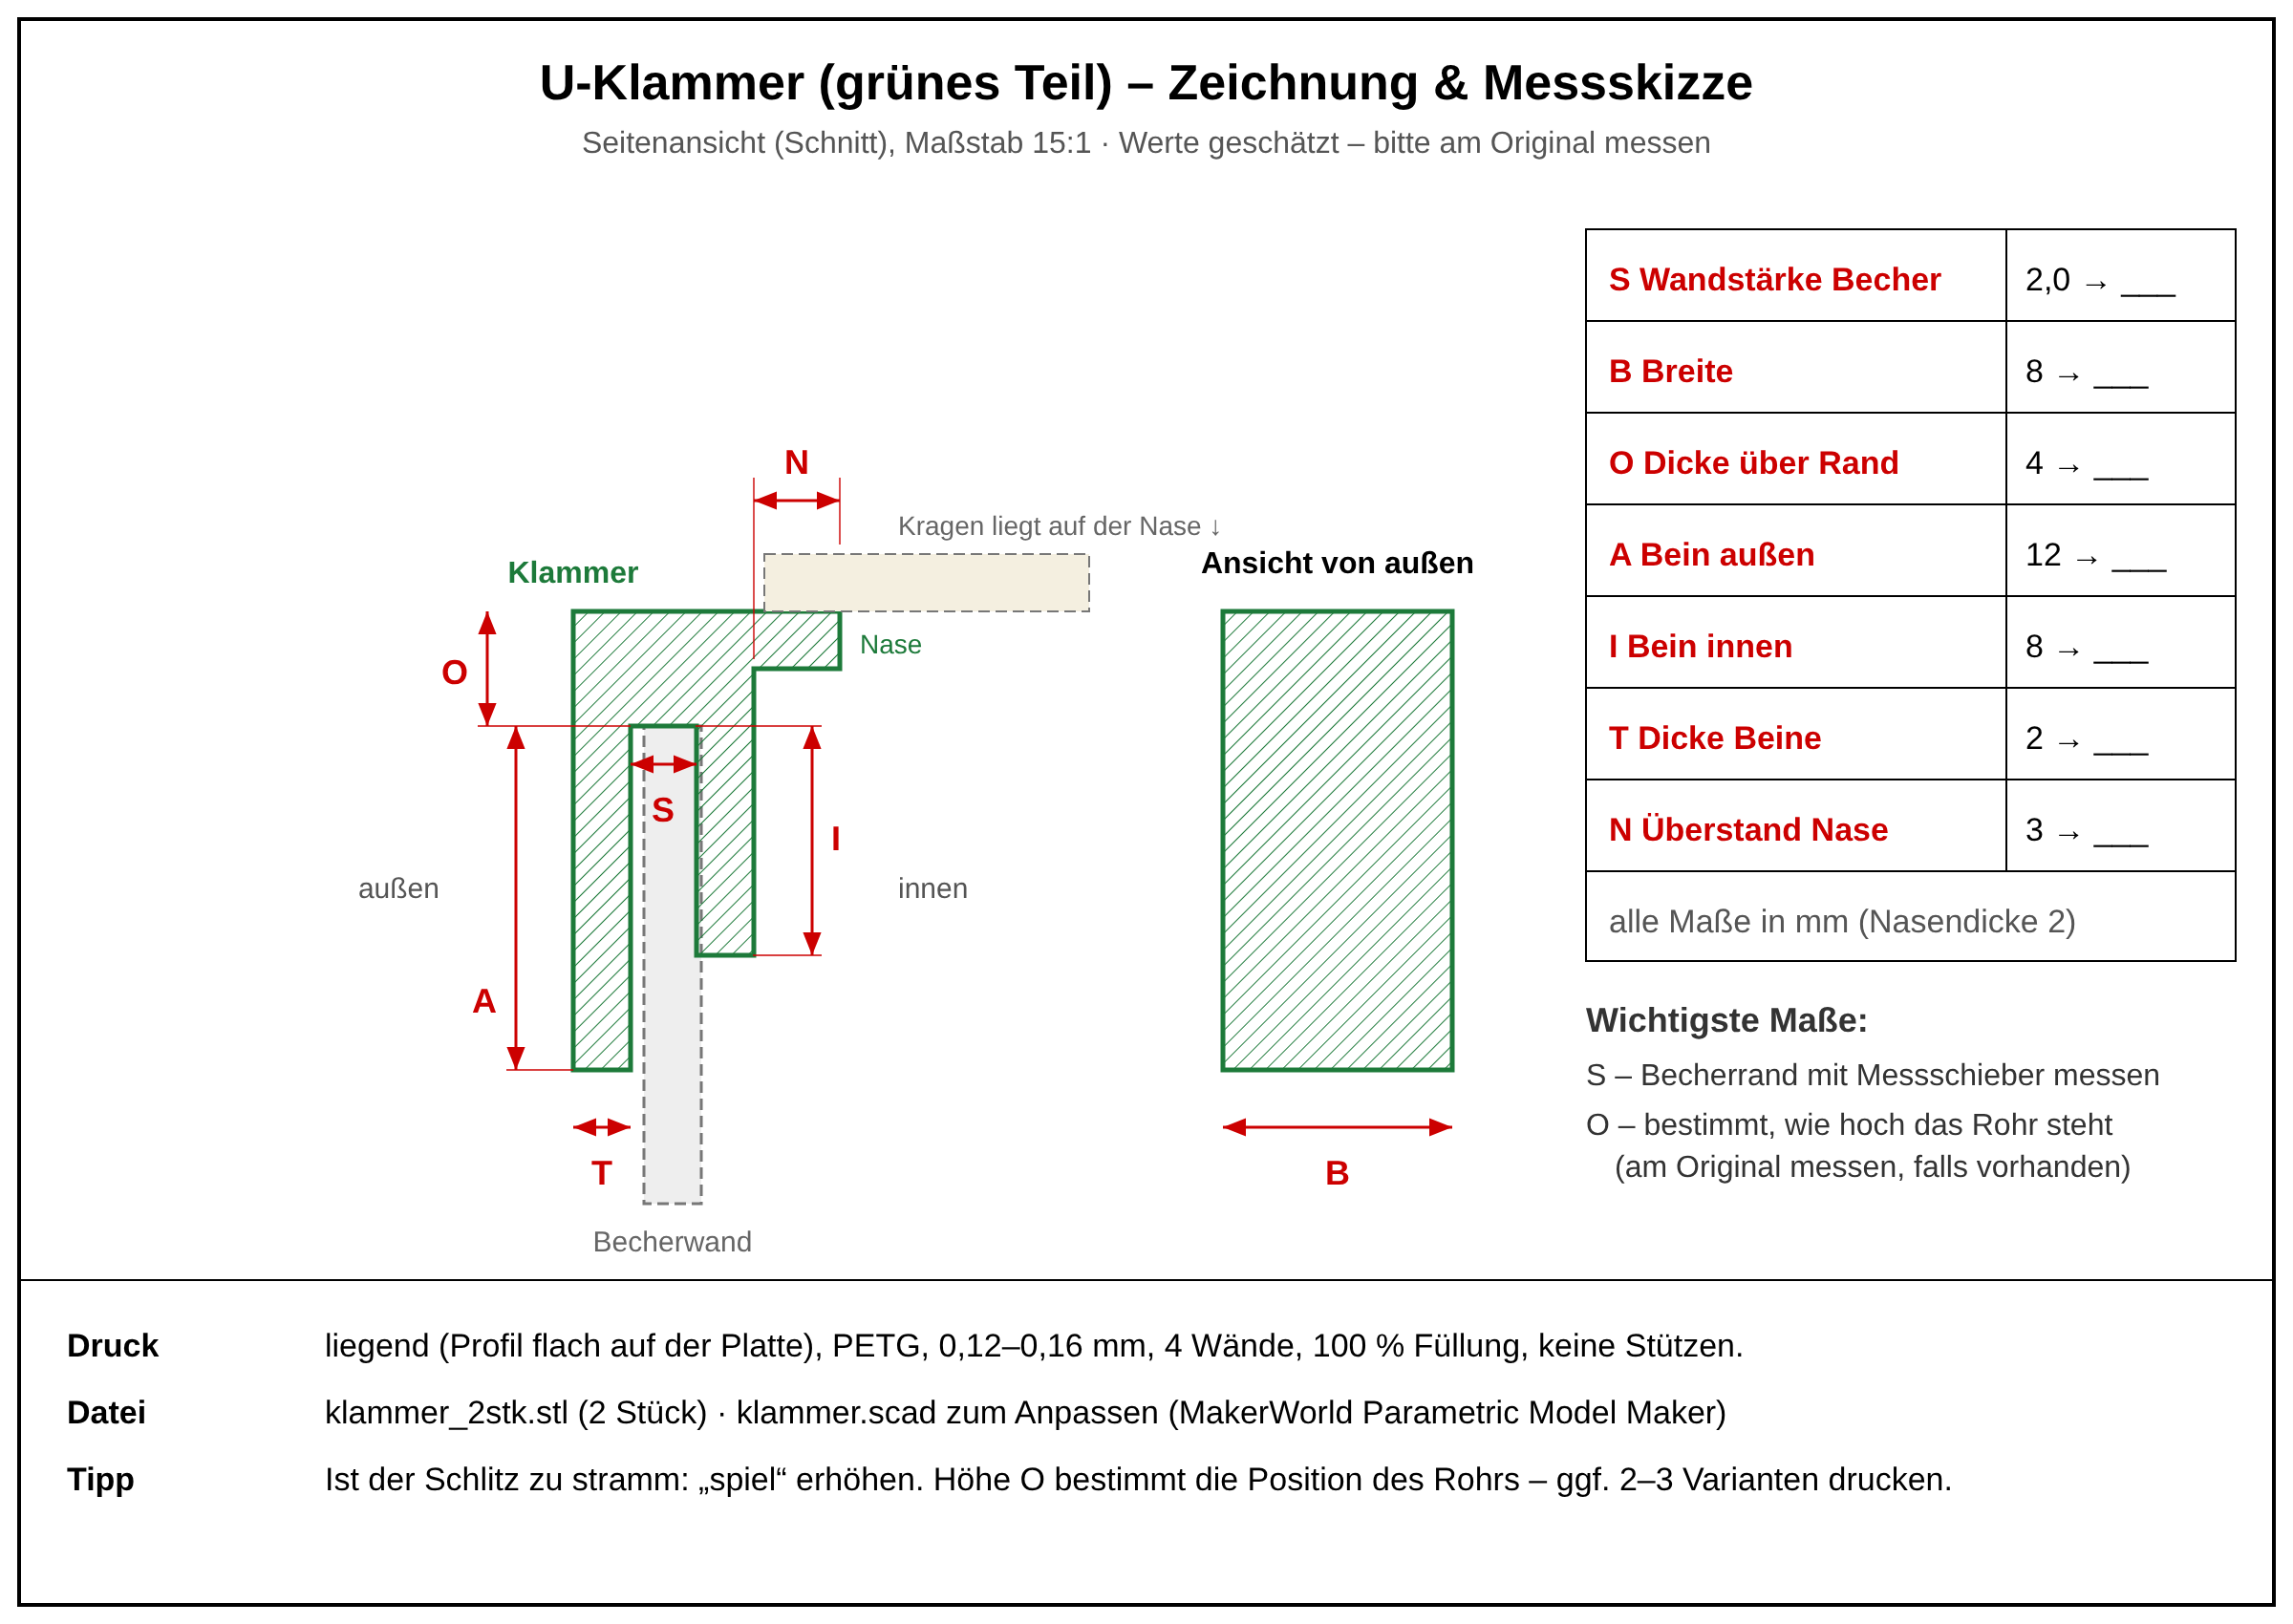 U-Klammer (grünes Teil) – Zeichnung & Messskizze
Seitenansicht (Schnitt), Maßstab 15:1 · Werte geschätzt – bitte am Original messen
N
Kragen liegt auf der Nase ↓
Klammer
Nase
O
S
I
außen
innen
A
T
Becherwand
Ansicht von außen
B
S Wandstärke Becher 2,0 → ___
B Breite 8 → ___
O Dicke über Rand 4 → ___
A Bein außen 12 → ___
I Bein innen 8 → ___
T Dicke Beine 2 → ___
N Überstand Nase 3 → ___
alle Maße in mm (Nasendicke 2)
Wichtigste Maße:
S – Becherrand mit Messschieber messen
O – bestimmt, wie hoch das Rohr steht
(am Original messen, falls vorhanden)
Druck liegend (Profil flach auf der Platte), PETG, 0,12–0,16 mm, 4 Wände, 100 % Füllung, keine Stützen.
Datei klammer_2stk.stl (2 Stück) · klammer.scad zum Anpassen (MakerWorld Parametric Model Maker)
Tipp Ist der Schlitz zu stramm: „spiel“ erhöhen. Höhe O bestimmt die Position des Rohrs – ggf. 2–3 Varianten drucken.